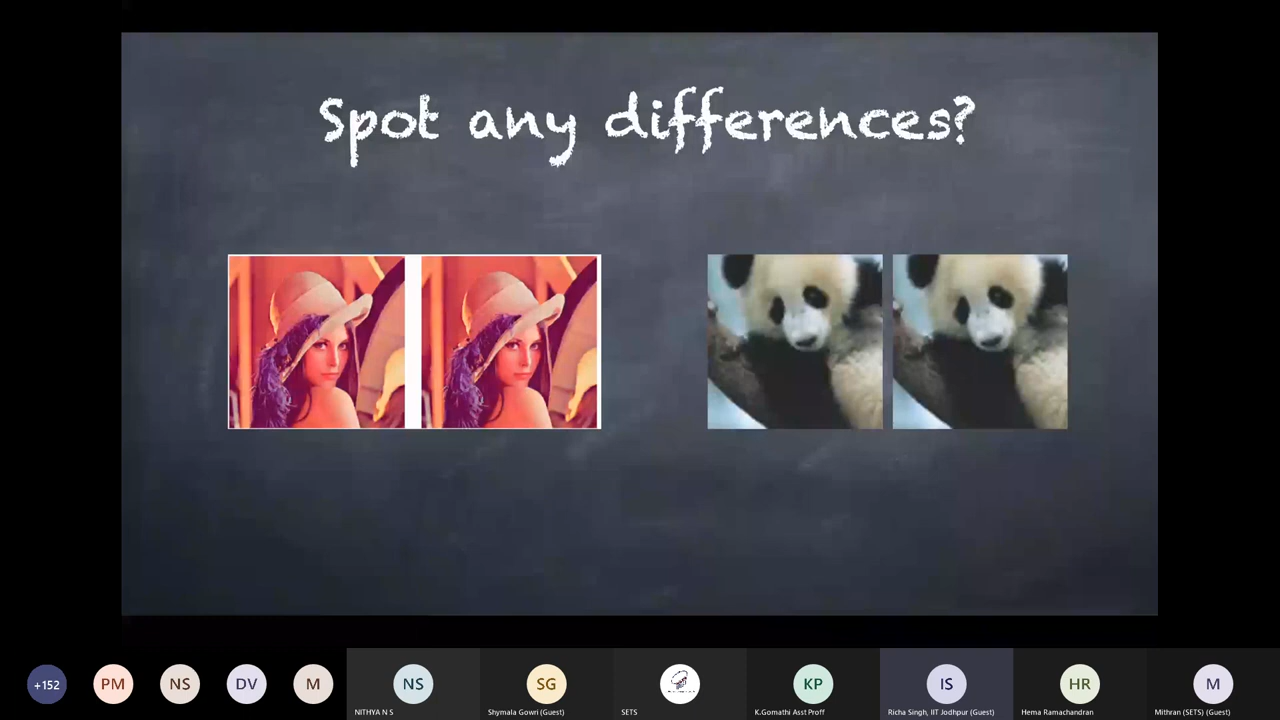 Spot any differences?
+152
PM
NS
DV
M
NS
SG
KP
IS
HR
M
NITHYA N S
Shymala Gowri (Guest)
SETS
K.Gomathi Asst Proff
Richa Singh, IIT Jodhpur (Guest)
Hema Ramachandran
Mithran (SETS) (Guest)